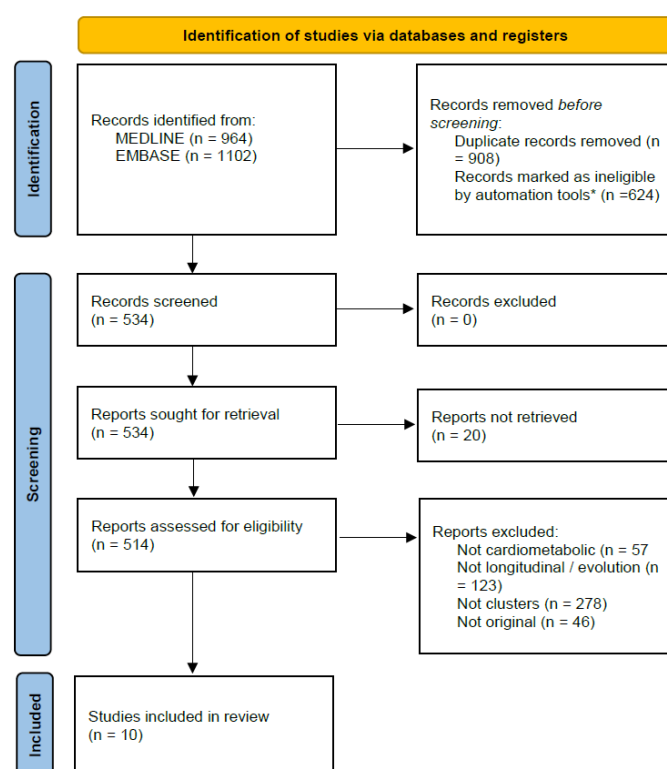 Identification of studies via databases and registers
Identification
Records identified from:
MEDLINE (n = 964)
EMBASE (n = 1102)
Records removed before
screening:
Duplicate records removed (n
= 908)
Records marked as ineligible
by automation tools* (n =624)
Screening
Records screened
(n = 534)
Records excluded
(n = 0)
Reports sought for retrieval
(n = 534)
Reports not retrieved
(n = 20)
Reports assessed for eligibility
(n = 514)
Reports excluded:
Not cardiometabolic (n = 57
Not longitudinal / evolution (n
= 123)
Not clusters (n = 278)
Not original (n = 46)
Included
Studies included in review
(n = 10)